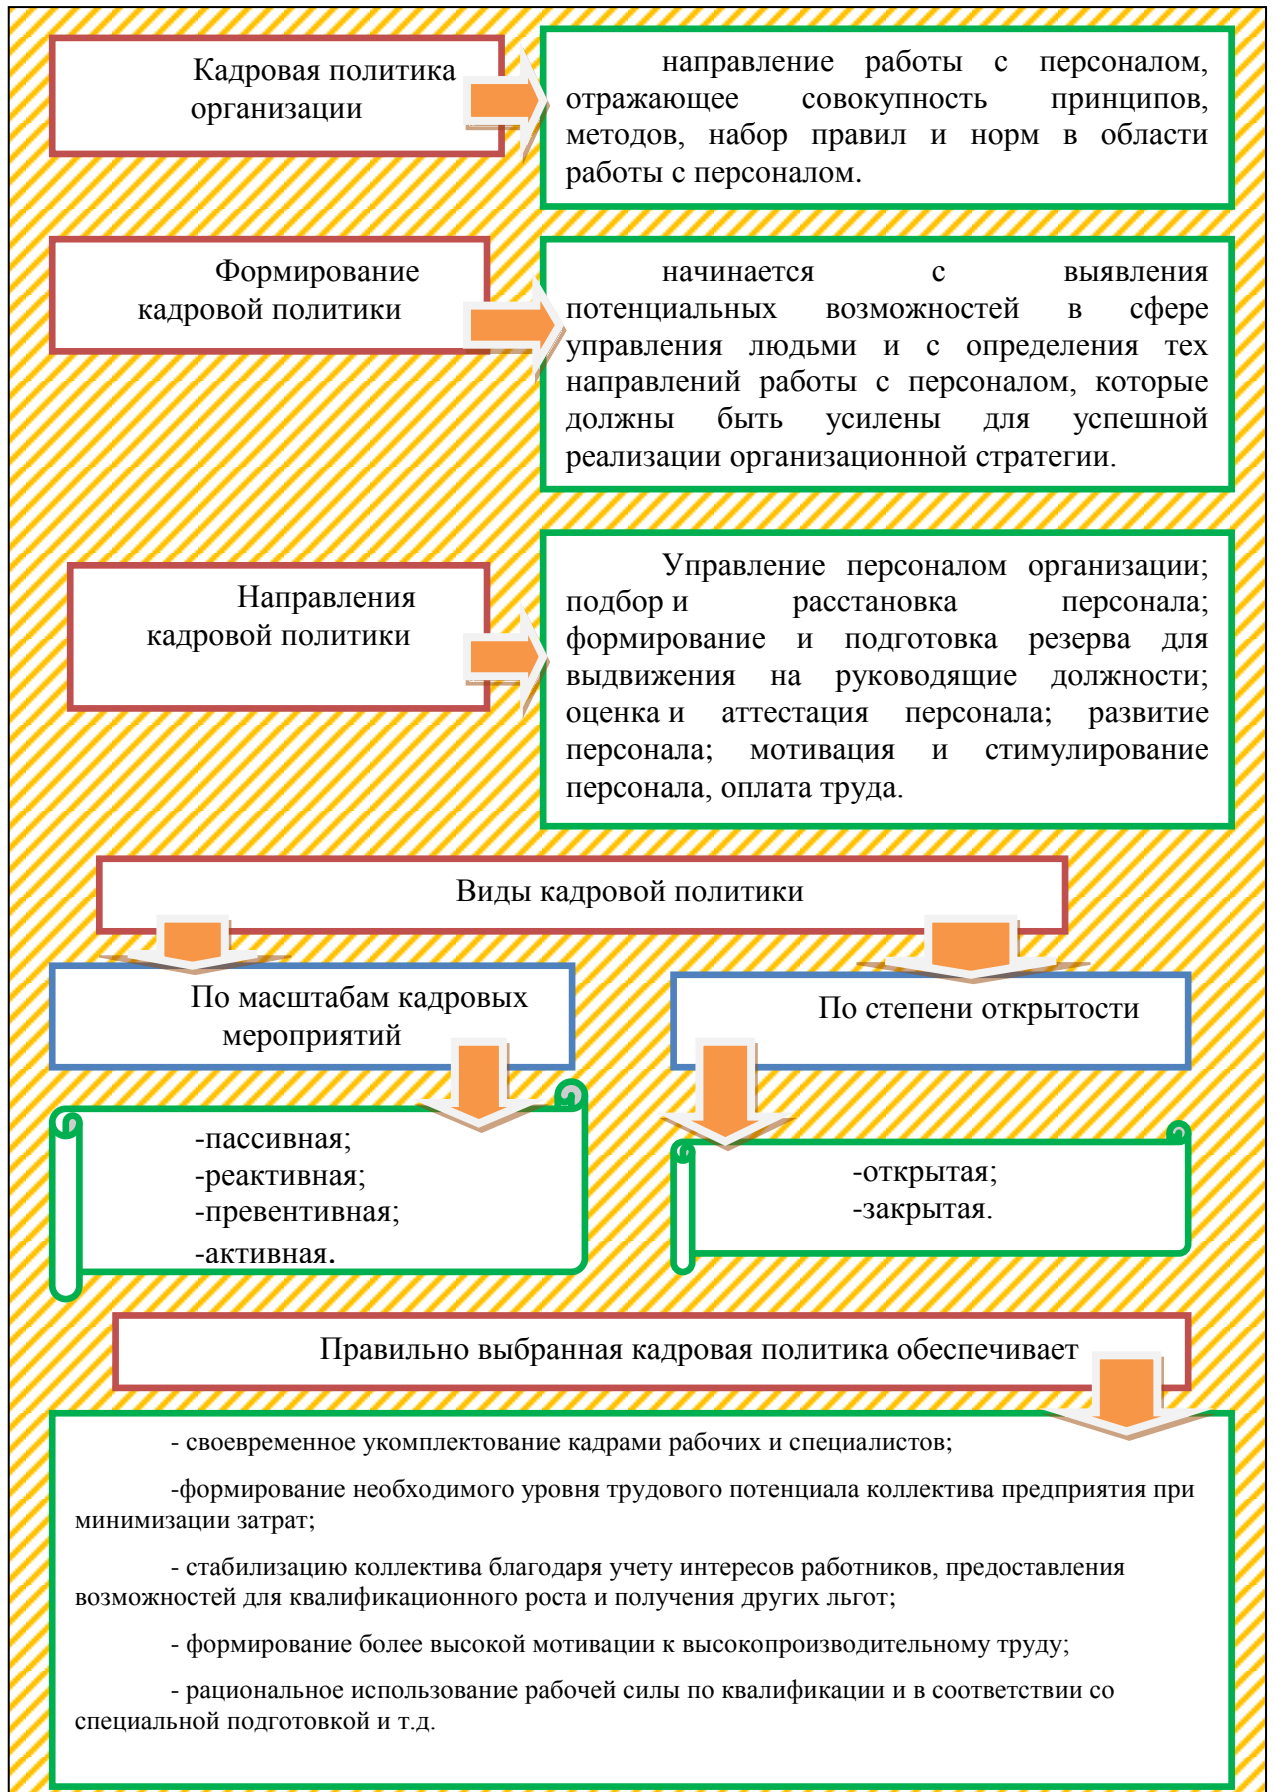 Кадровая политика
организации
направление работы с персоналом,
отражающее совокупность принципов,
методов, набор правил и норм в области
работы с персоналом.
Формирование
кадровой политики
начинается с выявления
потенциальных возможностей в сфере
управления людьми и с определения тех
направлений работы с персоналом, которые
должны быть усилены для успешной
реализации организационной стратегии.
Направления
кадровой политики
Управление персоналом организации;
подбор и расстановка персонала;
формирование и подготовка резерва для
выдвижения на руководящие должности;
оценка и аттестация персонала; развитие
персонала; мотивация и стимулирование
персонала, оплата труда.
Виды кадровой политики
По масштабам кадровых
мероприятий
По степени открытости
-пассивная;
-реактивная;
-превентивная;
-активная.
-открытая;
-закрытая.
Правильно выбранная кадровая политика обеспечивает
- своевременное укомплектование кадрами рабочих и специалистов;
-формирование необходимого уровня трудового потенциала коллектива предприятия при
минимизации затрат;
- стабилизацию коллектива благодаря учету интересов работников, предоставления
возможностей для квалификационного роста и получения других льгот;
- формирование более высокой мотивации к высокопроизводительному труду;
- рациональное использование рабочей силы по квалификации и в соответствии со
специальной подготовкой и т.д.